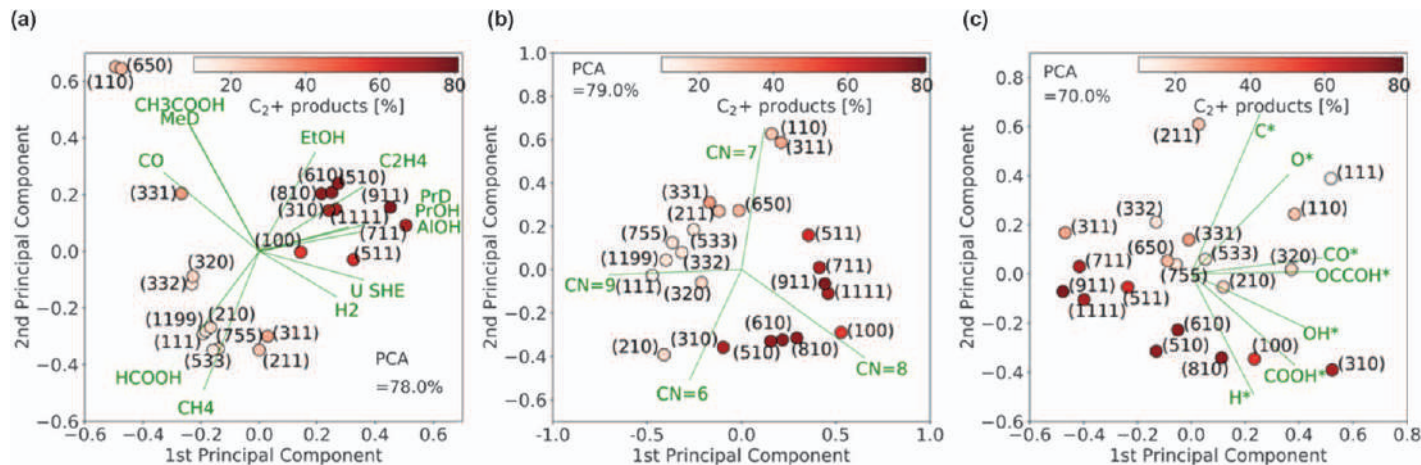 (a)
20 40 60 80
C2+ products [%]
(650)
(110)
CH3COOH
MeD
EtOH
CO
C2H4
(610)
(510)
(331)
(810)
(911)
PrD
(310)
(1111)
PrOH
AlOH
(711)
(100)
(511)
(320)
(332)
U SHE
H2
(1199)
(210)
(111)
(755)
(311)
(533)
(211)
HCOOH
CH4
PCA
=78.0%
0.6
0.4
0.2
0.0
−0.2
−0.4
−0.6
−0.6 −0.4 −0.2 0.0 0.2 0.4 0.6
2nd Principal Component
1st Principal Component
(b)
PCA
=79.0%
20 40 60 80
C2+ products [%]
CN=7
(110)
(311)
(331)
(211)
(650)
(755)
(533)
(511)
(1199)
(332)
(711)
CN=9
(111)
(320)
(911)
(1111)
(610)
(100)
(310)
(210)
(510)
(810)
CN=8
CN=6
1.0
0.8
0.6
0.4
0.2
0.0
−0.2
−0.4
−0.6
-1.0 −0.5 0.0 0.5 1.0
2nd Principal Component
1st Principal Component
(c)
PCA
=70.0%
20 40 60 80
C2+ products [%]
(211)
C*
O*
(111)
(332)
(110)
(311)
(331)
(650)
(533)
(320)
CO*
(711)
(755)
(210)
OCCOH*
(911)
(511)
(1111)
(610)
OH*
(510)
(100)
(810)
COOH*
(310)
H*
0.8
0.6
0.4
0.2
0.0
−0.2
−0.4
−0.6
−0.6 −0.4 −0.2 0.0 0.2 0.4 0.6 0.8
2nd Principal Component
1st Principal Component